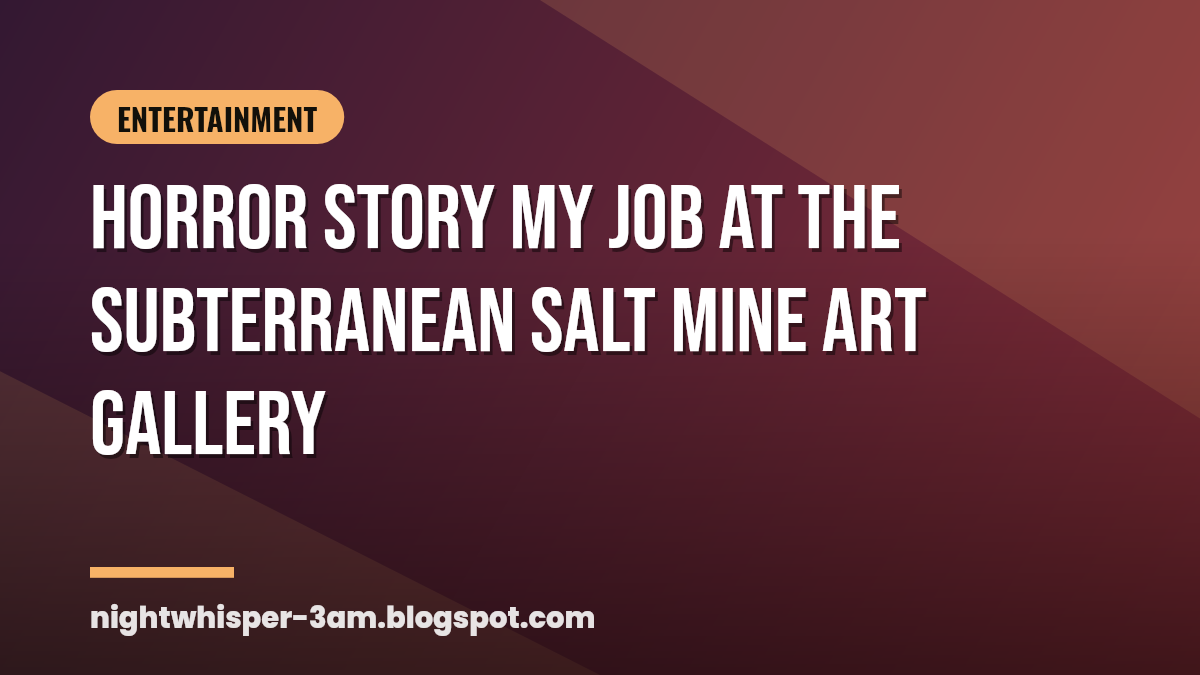 ENTERTAINMENT
HORROR STORY MY JOB AT THE
SUBTERRANEAN SALT MINE ART
GALLERY
nightwhisper-3am.blogspot.com